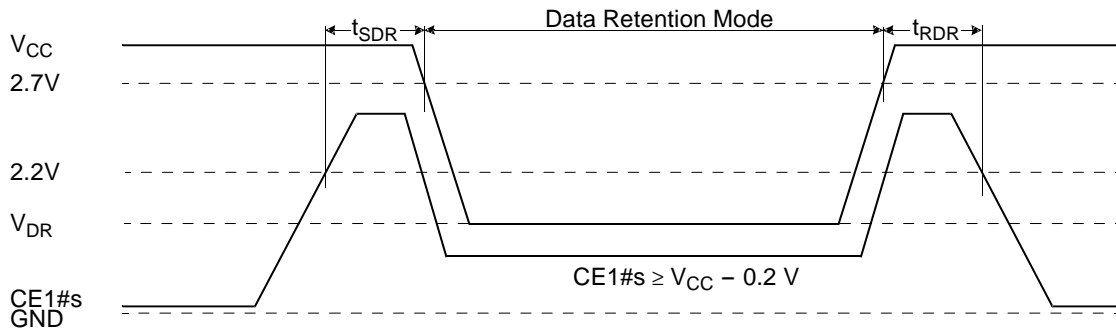 Data Retention Mode
tSDR
tRDR
VCC
2.7V
2.2V
VDR
CE1#s ≥ VCC − 0.2 V
CE1#s
GND